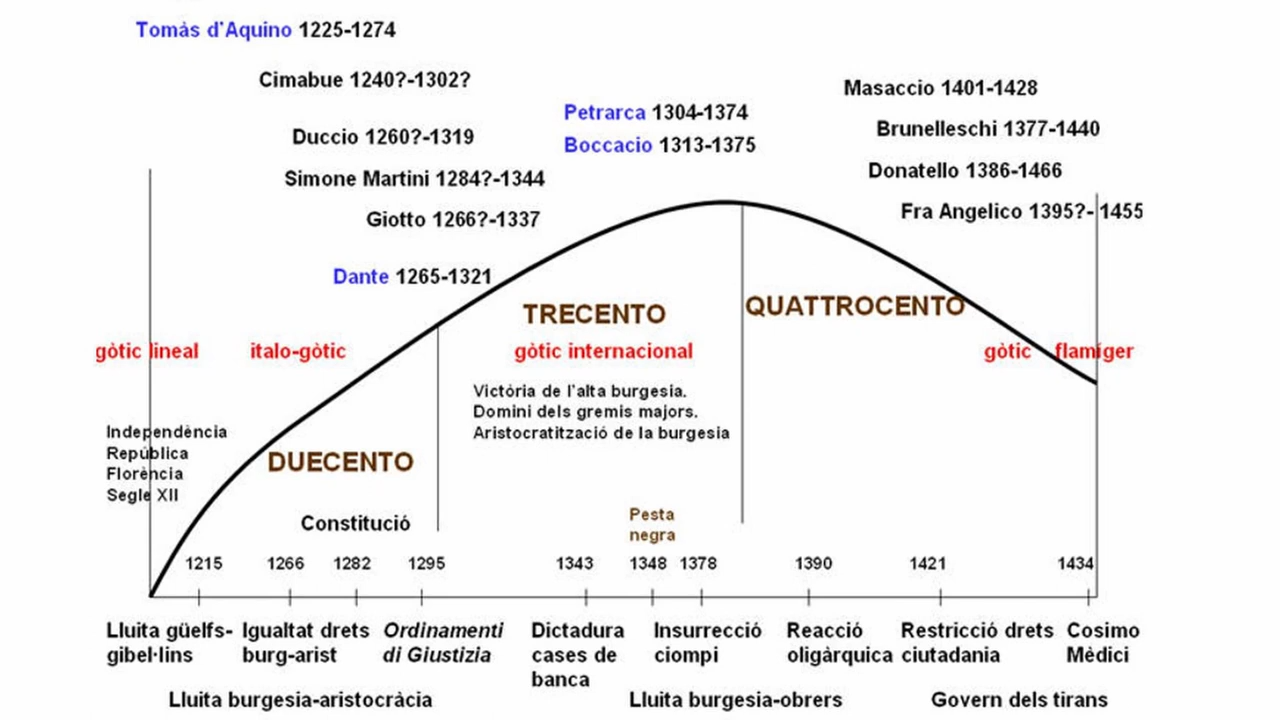 Tomàs d'Aquino 1225-1274
Cimabue 1240?-1302?
Masaccio 1401-1428
Petrarca 1304-1374
Brunelleschi 1377-1440
Duccio 1260?-1319
Boccacio 1313-1375
Simone Martini 1284?-1344
Donatello 1386-1466
Giotto 1266?-1337
Fra Angelico 1395?- 1455
Dante 1265-1321
TRECENTO
QUATTROCENTO
gòtic lineal
italo-gòtic
gòtic internacional
gòtic flamíger
Victória de l'alta burgesia.
Domini dels gremis majors.
Aristocratització de la burgesia
Independència
República
Florència
Segle XII
DUECENTO
Constitució
Pesta
negra
1215 1266 1282 1295 1343 1348 1378 1390 1421 1434
Lluita güelfs-
gibel·lins
Igualtat drets
burg-arist
Ordinamenti
di Giustizia
Dictadura
cases de
banca
Insurrecció
ciompi
Reacció
oligàrquica
Restricció drets
ciutadania
Cosimo
Mèdici
Lluita burgesia-aristocràcia
Lluita burgesia-obrers
Govern dels tirans